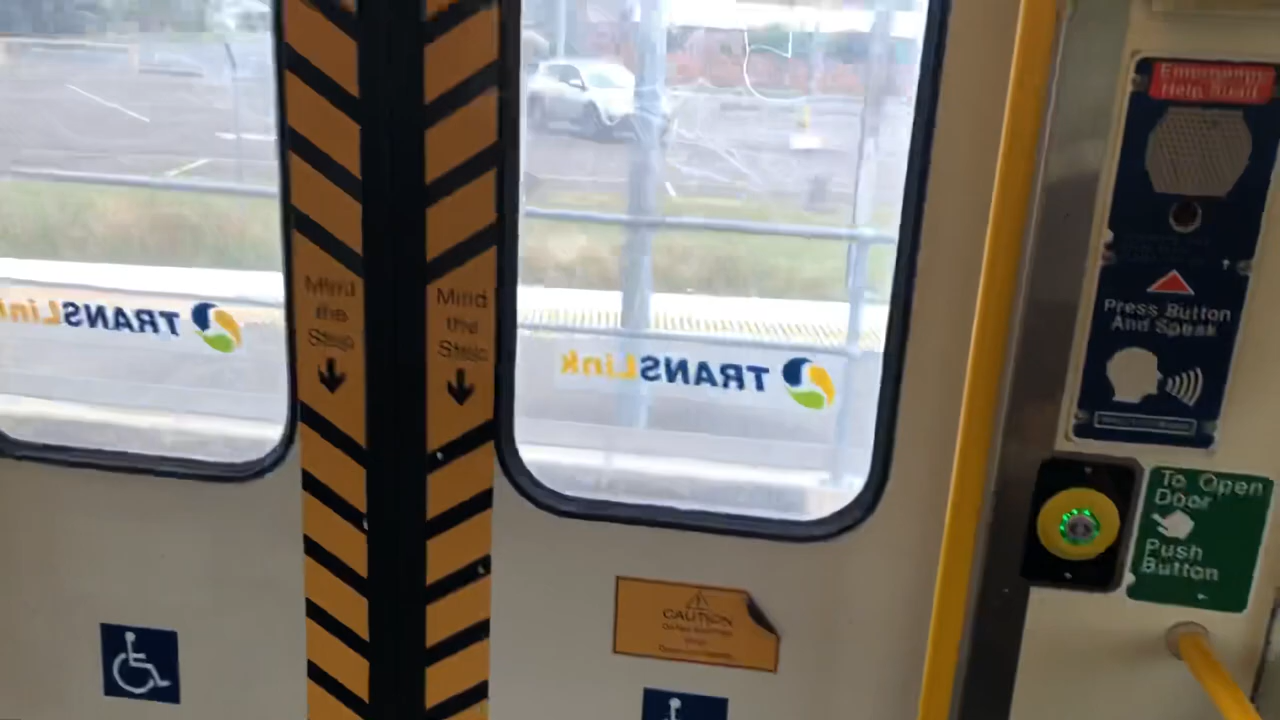 Emergency
Help Point
Press Button
And Speak
To Open
Door
Push
Button
Mind
the
Step
Mind
the
Step
TRANSLink
TRANSLink
CAUTION